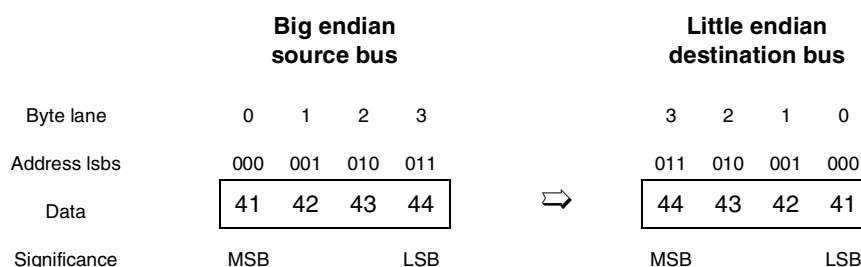 Big endian source bus
Little endian destination bus
Byte lane 0 1 2 3 3 2 1 0
Address lsbs 000 001 010 011 011 010 001 000
Data 41 42 43 44 ⇨ 44 43 42 41
Significance MSB LSB MSB LSB